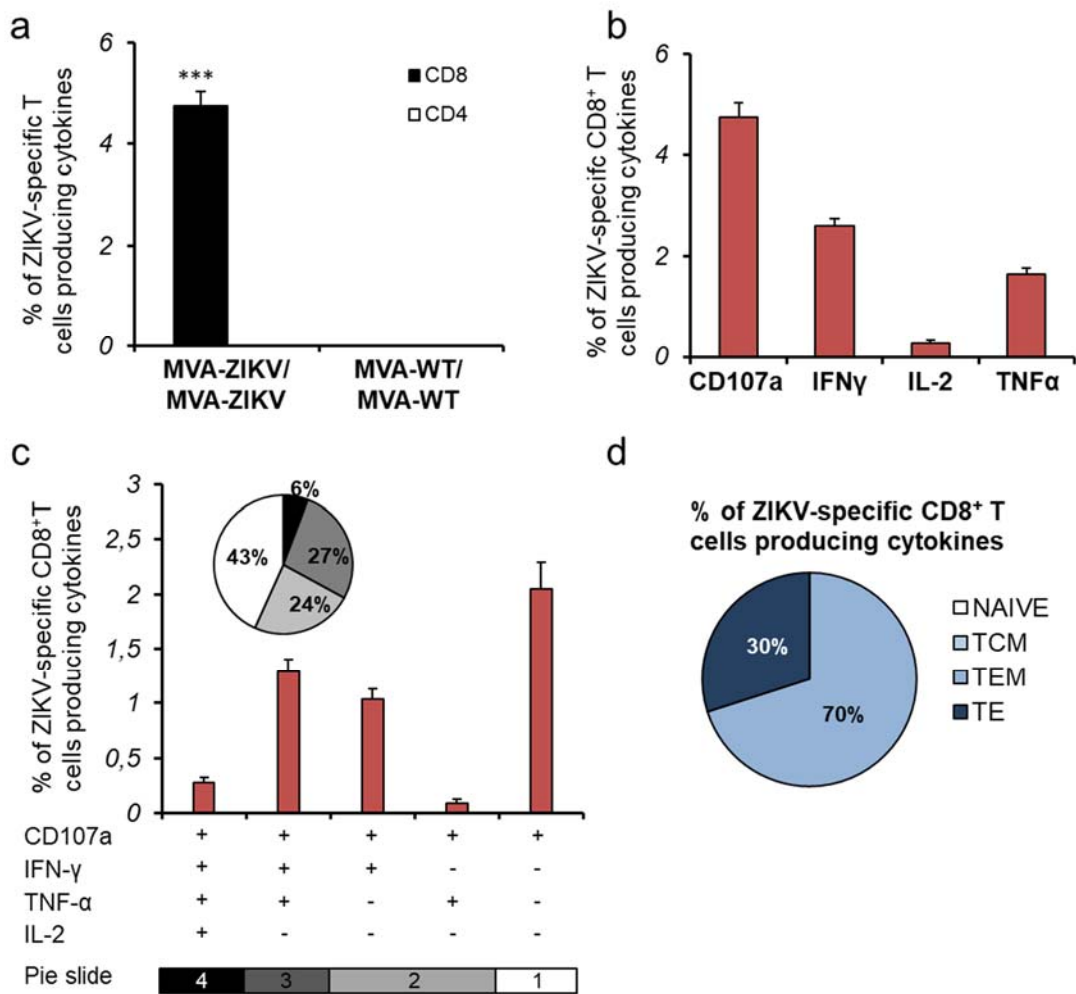 a
% of ZIKV-specific T
cells producing cytokines
6
4
2
0
***
CD8
CD4
MVA-ZIKV/
MVA-ZIKV
MVA-WT/
MVA-WT
b
% of ZIKV-specifc CD8+ T
cells producing cytokines
6
4
2
0
CD107a IFNγ IL-2 TNFα
c
% of ZIKV-specific CD8+T
cells producing cytokines
3
2,5
2
1,5
1
0,5
0
6%
27%
24%
43%
CD107a + + + + +
IFN-γ + + + - -
TNF-α + + - + -
IL-2 + - - - -
Pie slide 4 3 2 1
d
% of ZIKV-specific CD8+ T
cells producing cytokines
30%
70%
NAIVE
TCM
TEM
TE